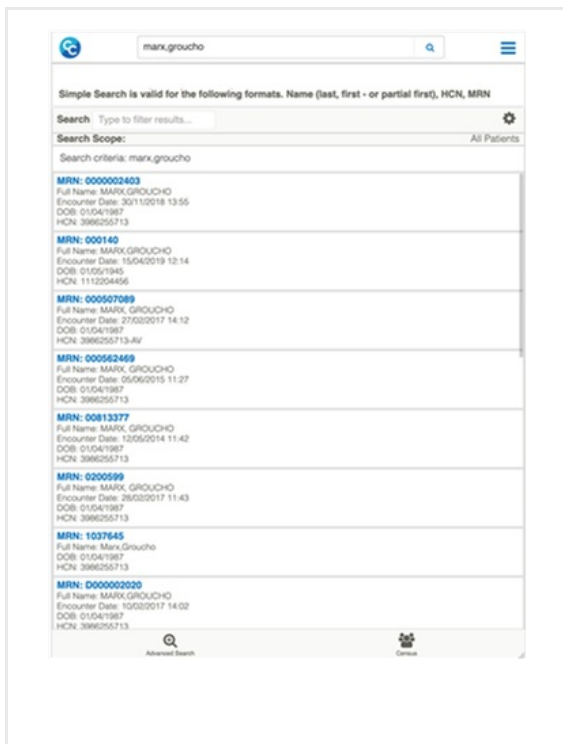 marx,groucho
Simple Search is valid for the following formats. Name (last, first - or partial first), HCN, MRN
Search Type to filter results...
Search Scope: All Patients
Search criteria: marx,groucho
MRN: 0000002403
Full Name: MARX,GROUCHO
Encounter Date: 30/11/2018 13:55
DOB: 01/04/1987
HCN: 3986255713
MRN: 000140
Full Name: MARX,GROUCHO
Encounter Date: 15/04/2019 12:14
DOB: 01/05/1945
HCN: 1112204456
MRN: 000507089
Full Name: MARX, GROUCHO
Encounter Date: 27/02/2017 14:12
DOB: 01/04/1987
HCN: 3986255713-AV
MRN: 000562469
Full Name: MARX, GROUCHO
Encounter Date: 05/06/2015 11:27
DOB: 01/04/1987
HCN: 3986255713
MRN: 00813377
Full Name: MARX, GROUCHO
Encounter Date: 12/05/2014 11:42
DOB: 01/04/1987
HCN: 3986255713
MRN: 0200599
Full Name: MARX, GROUCHO
Encounter Date: 28/02/2017 11:43
DOB: 01/04/1987
HCN: 3986255713
MRN: 1037645
Full Name: Marx,Groucho
DOB: 01/04/1987
HCN: 3986255713
MRN: D000002020
Full Name: MARX,GROUCHO
Encounter Date: 10/02/2017 14:02
DOB: 01/04/1987
HCN: 3986255713
Advanced Search Census